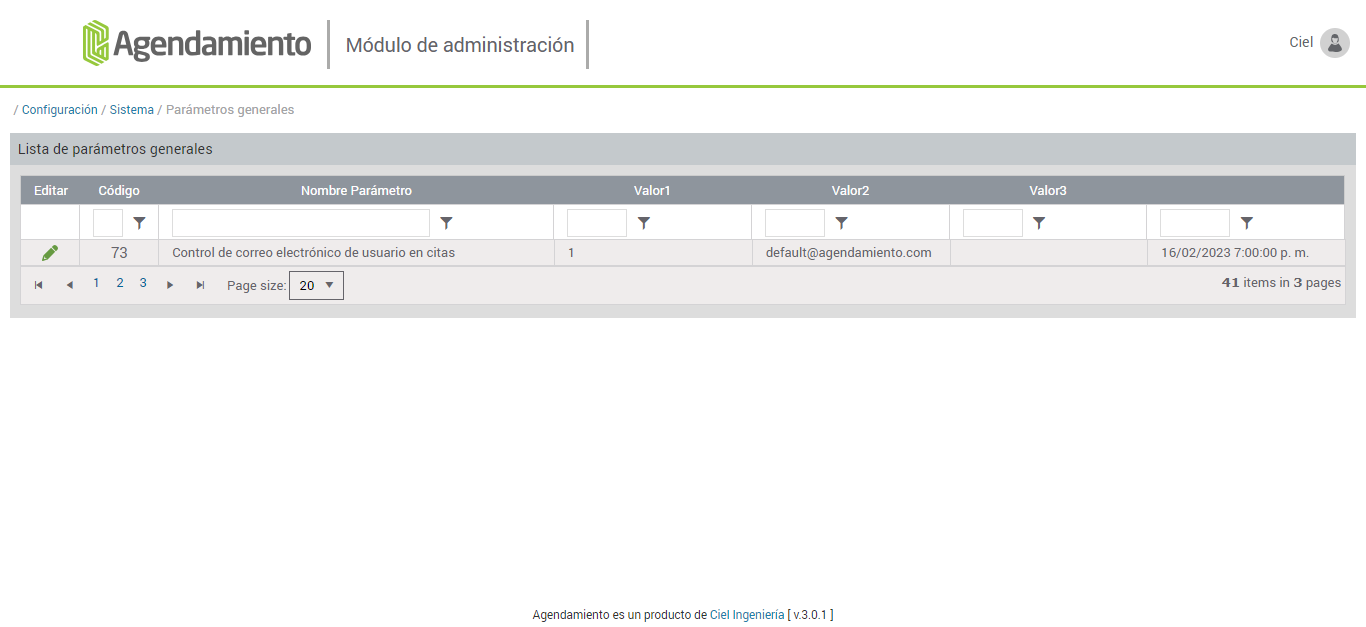 Agendamiento Módulo de administración Ciel
/ Configuración / Sistema / Parámetros generales
Lista de parámetros generales
Editar Código Nombre Parámetro Valor1 Valor2 Valor3
73 Control de correo electrónico de usuario en citas 1 default@agendamiento.com 16/02/2023 7:00:00 p. m.
1 2 3 Page size: 20 41 items in 3 pages
Agendamiento es un producto de Ciel Ingeniería [ v.3.0.1 ]